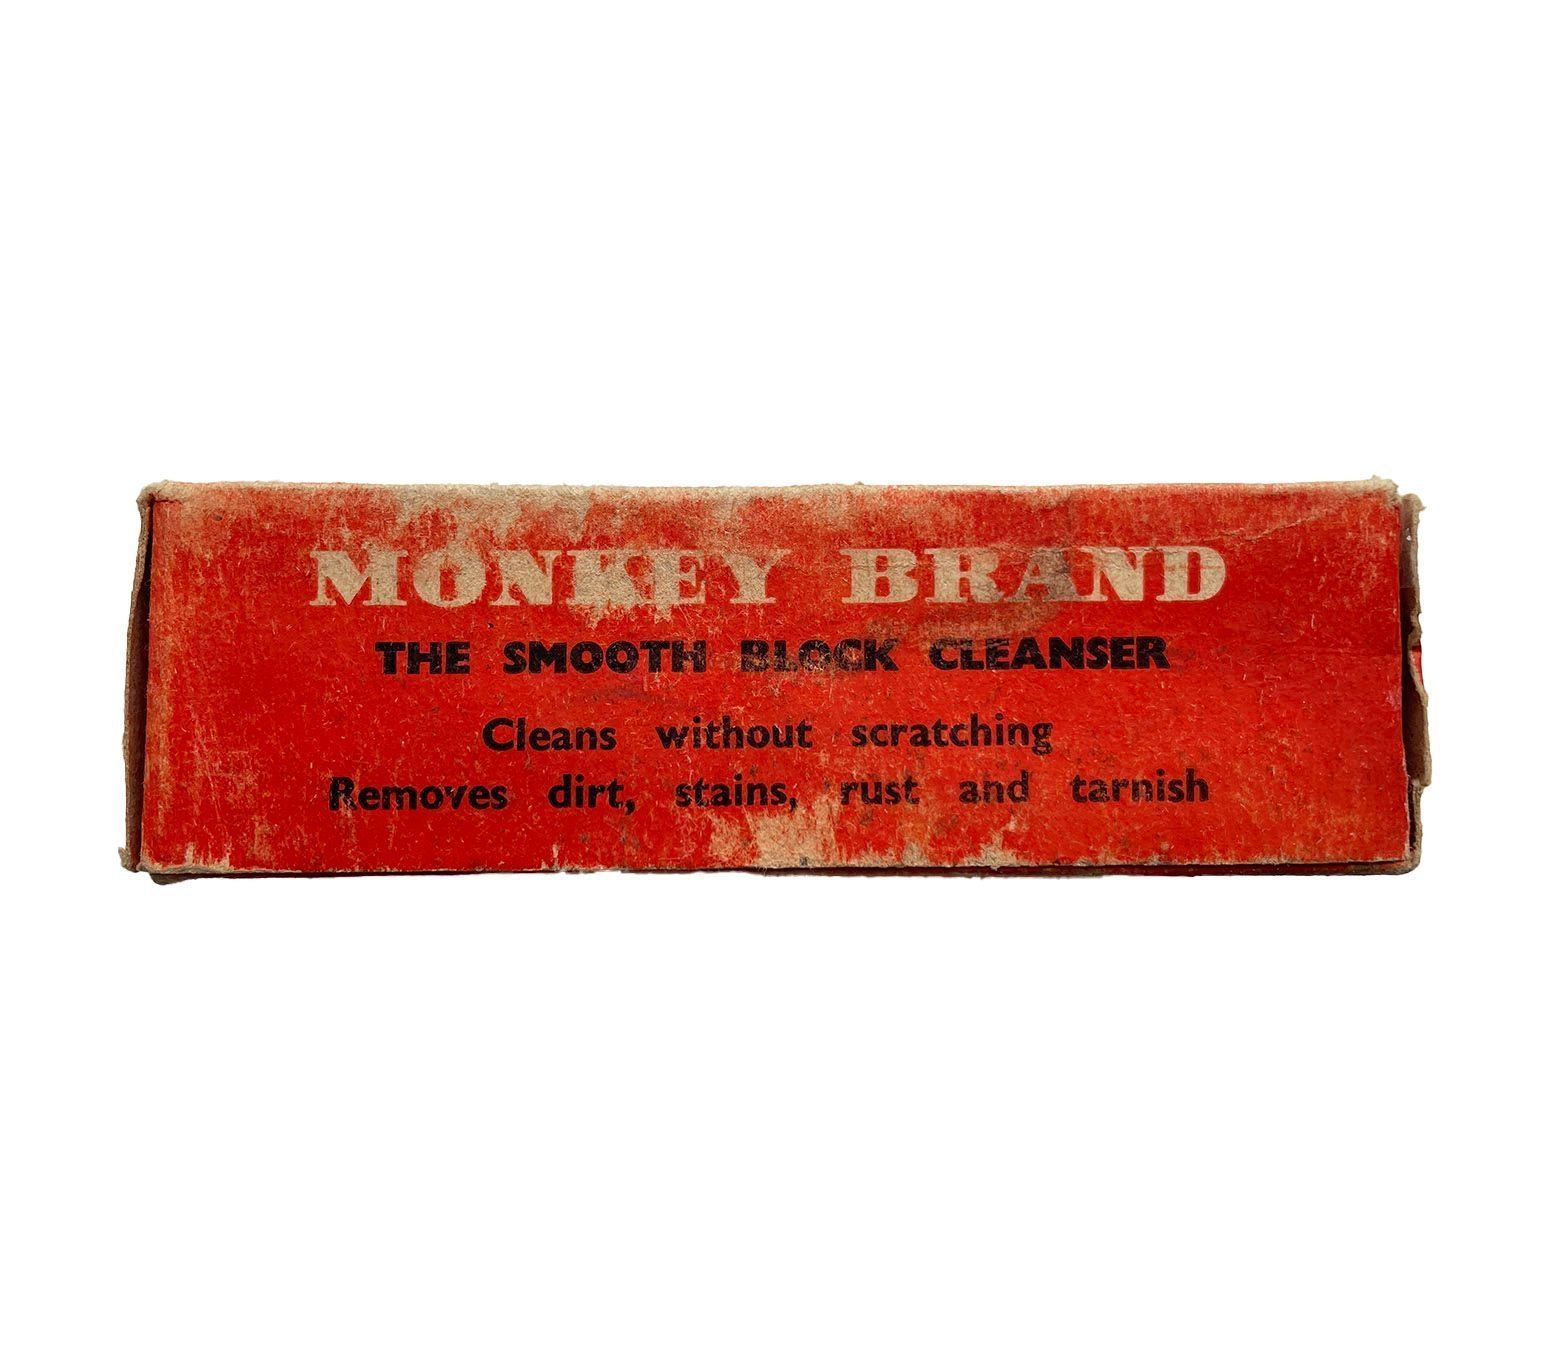 MONKEY BRAND
THE SMOOTH BLOCK CLEANSER
Cleans without scratching
Removes dirt, stains, rust and tarnish